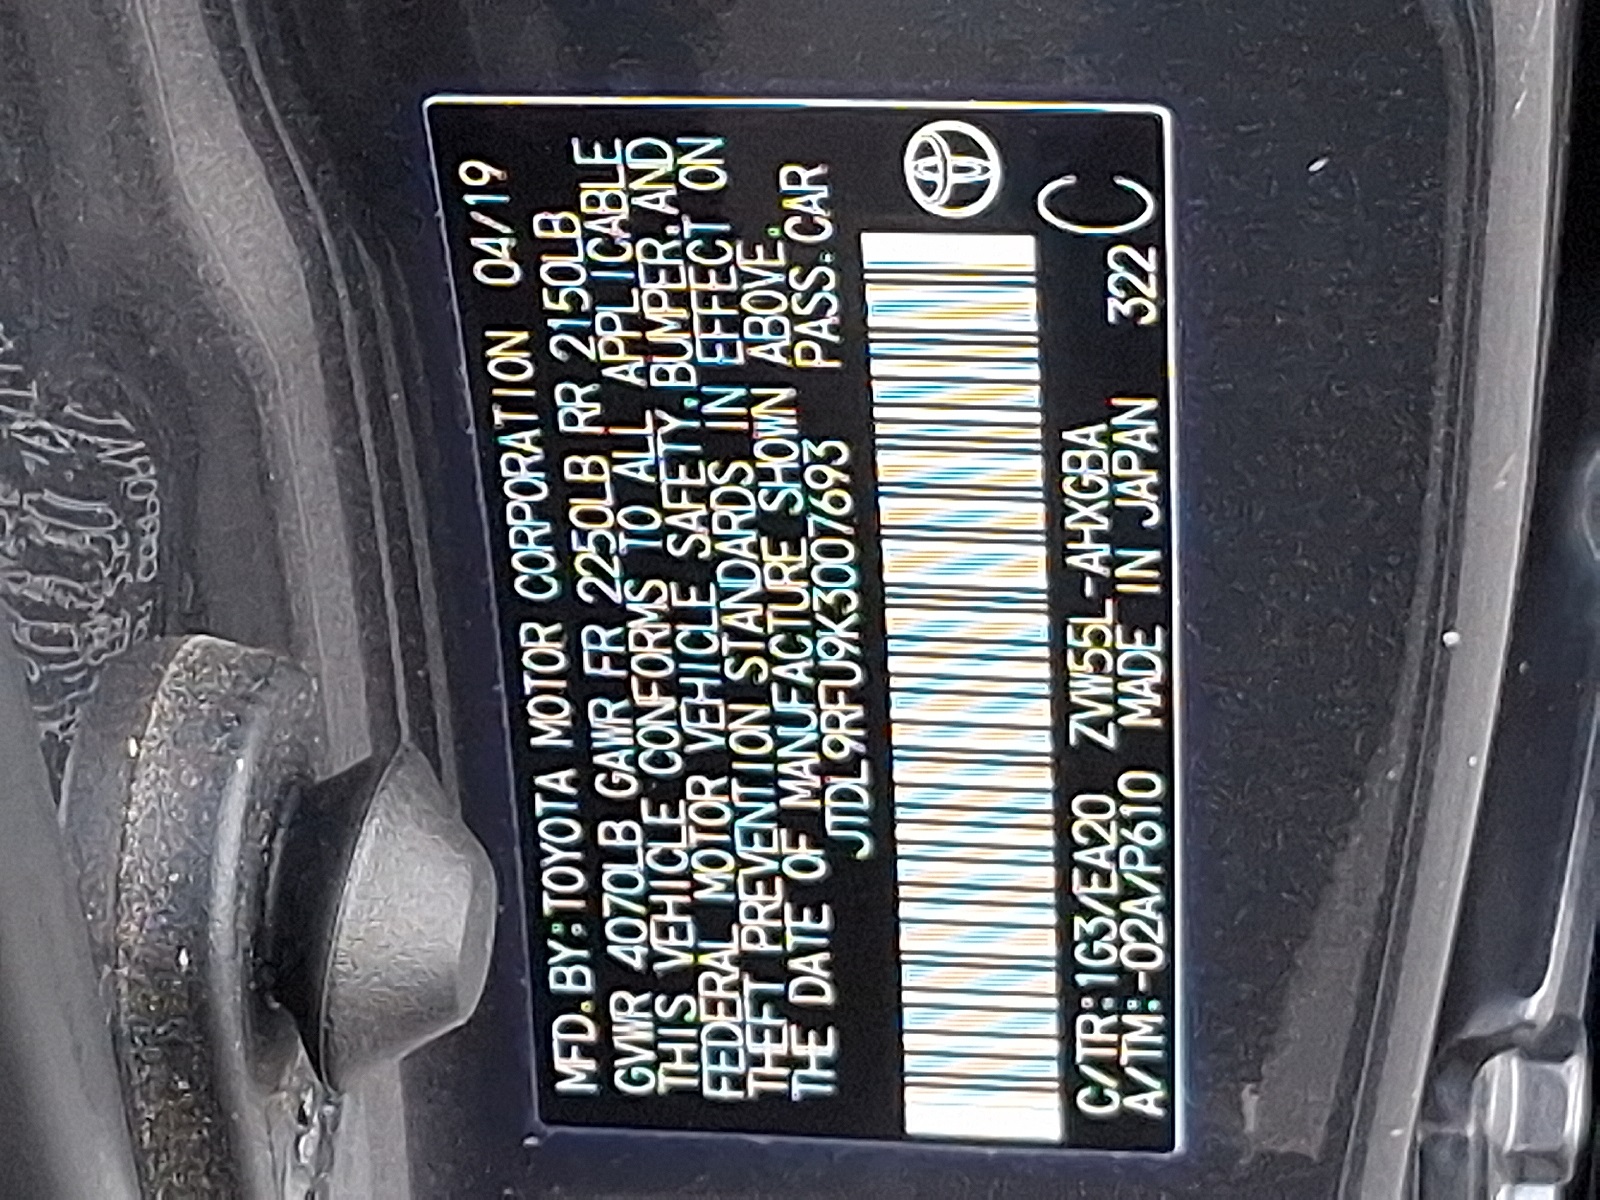 MFD.BY:TOYOTA MOTOR CORPORATION 04/19
GVWR 4070LB GAWR FR 2250LB RR 2150LB
THIS VEHICLE CONFORMS TO ALL APPLICABLE
FEDERAL MOTOR VEHICLE SAFETY,BUMPER,AND
THEFT PREVENTION STANDARDS IN EFFECT ON
THE DATE OF MANUFACTURE SHOWN ABOVE.
JTDL9RFU9K3007693 PASS.CAR
C/TR:1G3/EA20 ZVW55L-AHXGBA
A/TM:-02A/P610 MADE IN JAPAN 322 C